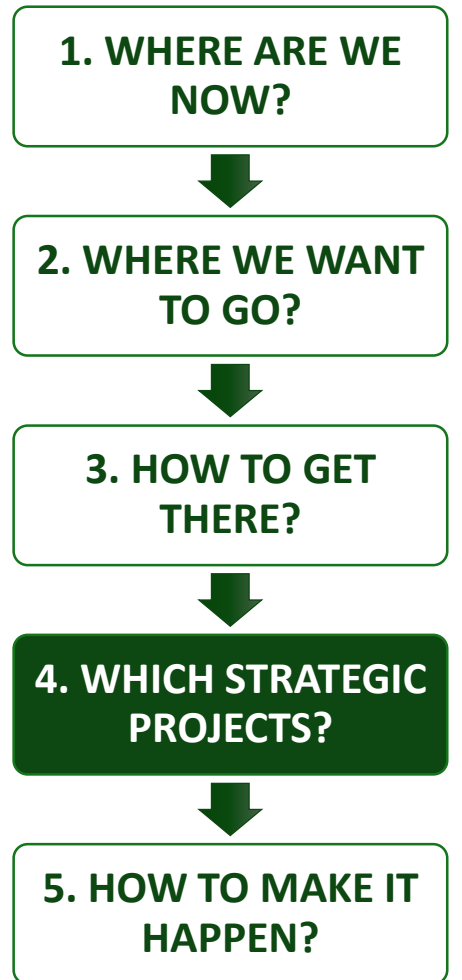 1. WHERE ARE WE
NOW?
2. WHERE WE WANT
TO GO?
3. HOW TO GET
THERE?
4. WHICH STRATEGIC
PROJECTS?
5. HOW TO MAKE IT
HAPPEN?